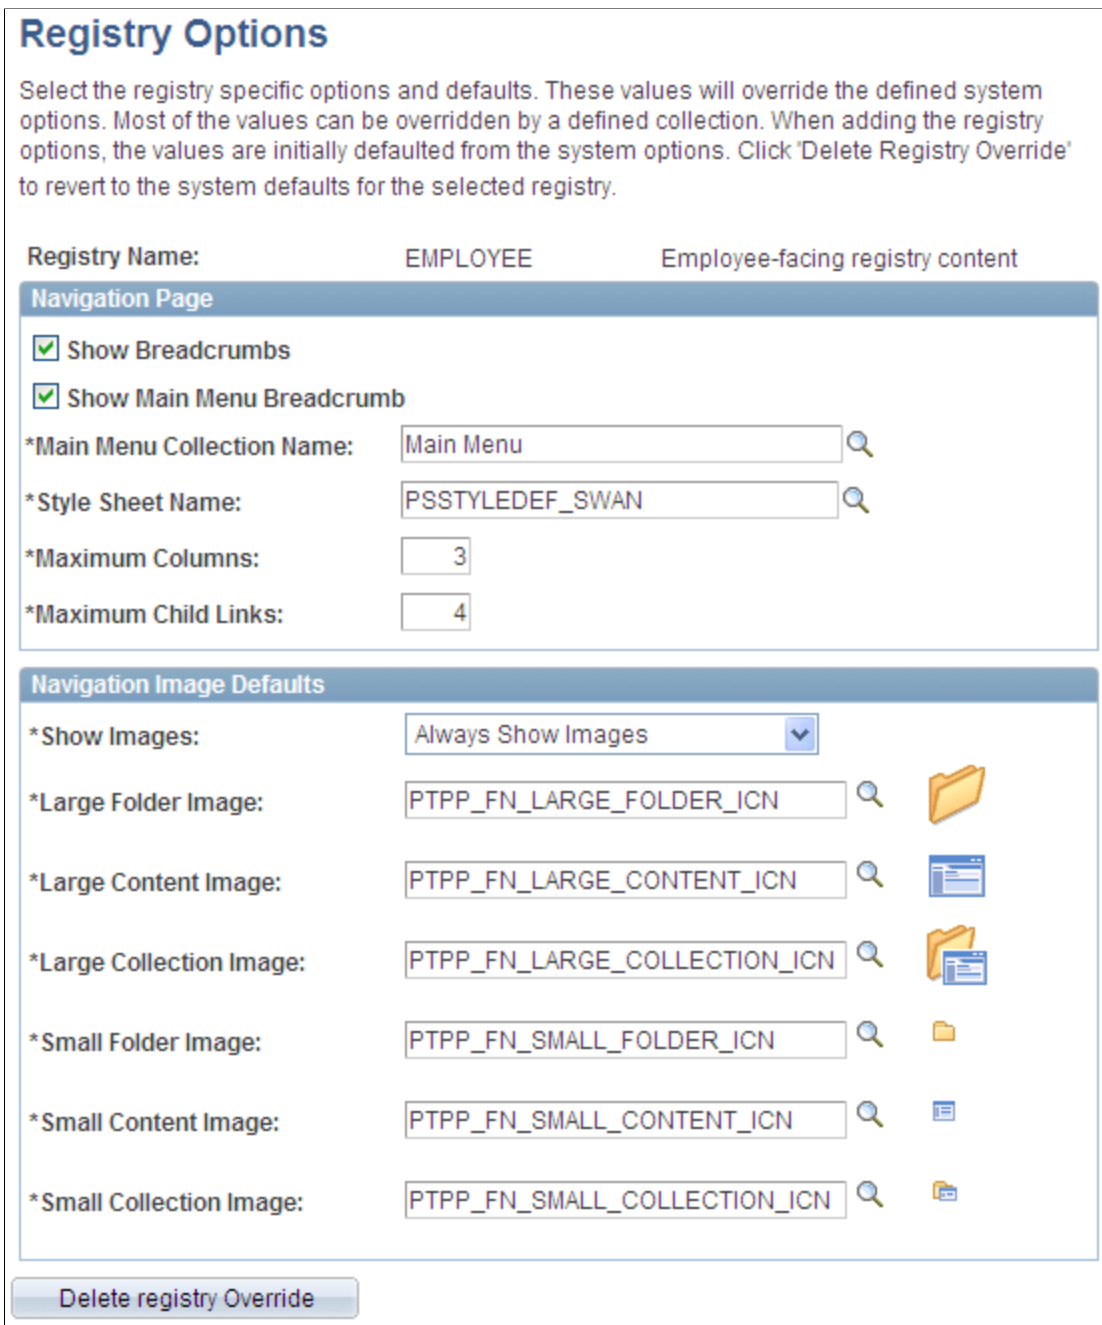 Registry Options
Select the registry specific options and defaults. These values will override the defined system
options. Most of the values can be overridden by a defined collection. When adding the registry
options, the values are initially defaulted from the system options. Click 'Delete Registry Override'
to revert to the system defaults for the selected registry.
Registry Name: EMPLOYEE Employee-facing registry content
Navigation Page
Show Breadcrumbs
Show Main Menu Breadcrumb
*Main Menu Collection Name: Main Menu
*Style Sheet Name: PSSTYLEDEF_SWAN
*Maximum Columns: 3
*Maximum Child Links: 4
Navigation Image Defaults
*Show Images: Always Show Images
*Large Folder Image: PTPP_FN_LARGE_FOLDER_ICN
*Large Content Image: PTPP_FN_LARGE_CONTENT_ICN
*Large Collection Image: PTPP_FN_LARGE_COLLECTION_ICN
*Small Folder Image: PTPP_FN_SMALL_FOLDER_ICN
*Small Content Image: PTPP_FN_SMALL_CONTENT_ICN
*Small Collection Image: PTPP_FN_SMALL_COLLECTION_ICN
Delete registry Override